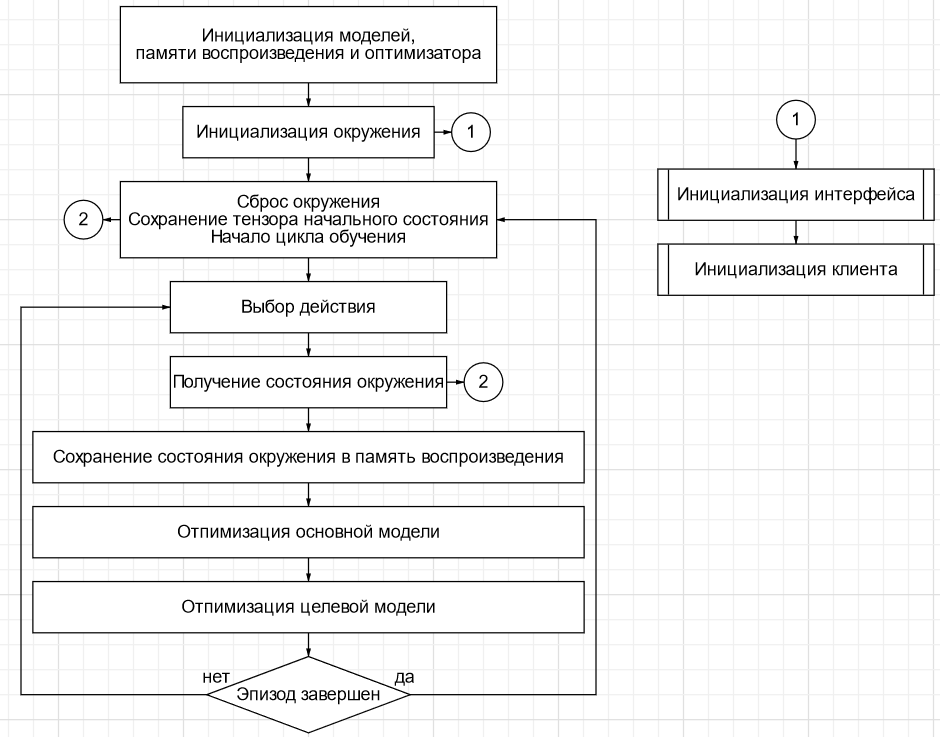 Инициализация моделей,
памяти воспроизведения и оптимизатора
Инициализация окружения
1
Сброс окружения
Сохранение тензора начального состояния
Начало цикла обучения
2
Выбор действия
Получение состояния окружения
2
Сохранение состояния окружения в память воспроизведения
Отпимизация основной модели
Отпимизация целевой модели
нет
да
Эпизод завершен
1
Инициализация интерфейса
Инициализация клиента